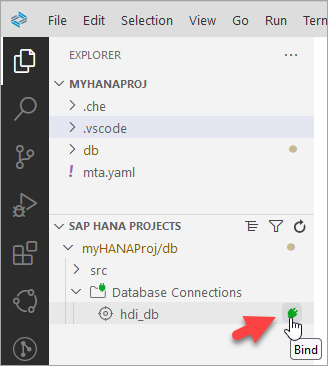 File Edit Selection View Go Run
EXPLORER
MYHANAPROJ
.che
.vscode
db
! mta.yaml
SAP HANA PROJECTS
myHANAProj/db
src
Database Connections
hdi_db
Bind